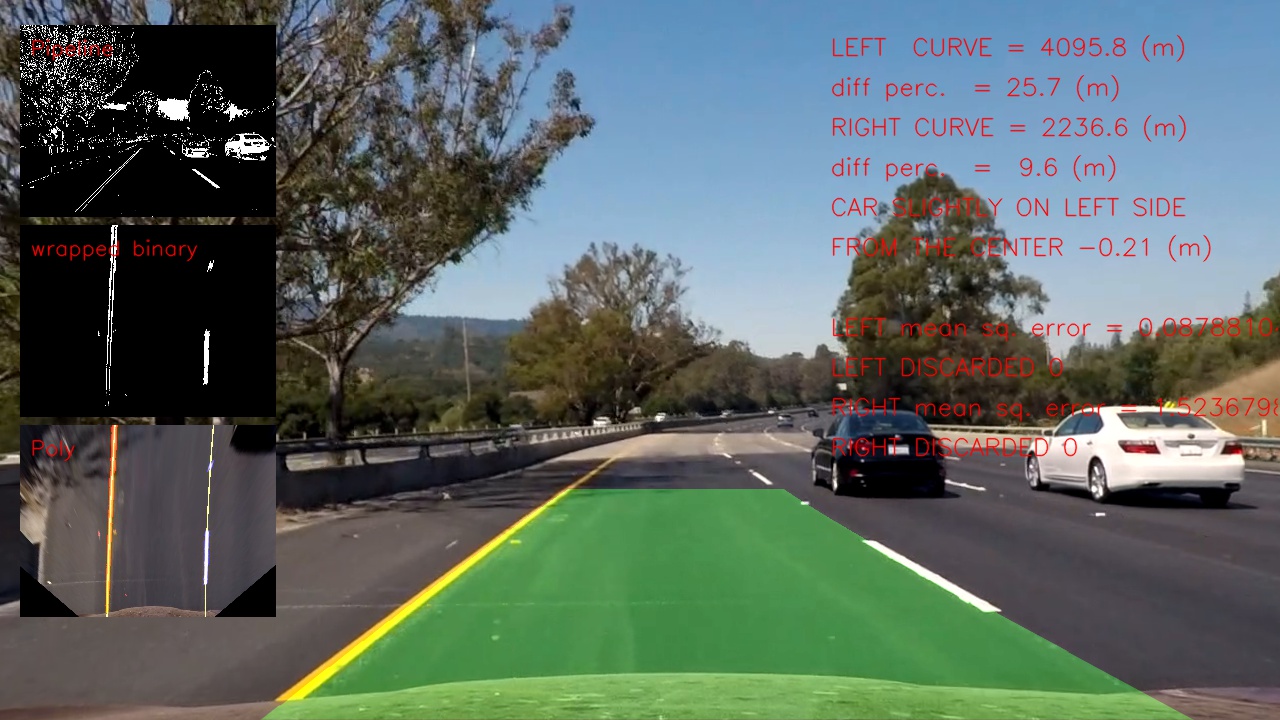 Pipeline
wrapped binary
Poly
LEFT CURVE = 4095.8 (m)
diff perc. = 25.7 (m)
RIGHT CURVE = 2236.6 (m)
diff perc. = 9.6 (m)
CAR SLIGHTLY ON LEFT SIDE
FROM THE CENTER -0.21 (m)
LEFT mean sq. error = 0.0878810
LEFT DISCARDED 0
RIGHT mean sq. error = 1.523679
RIGHT DISCARDED 0